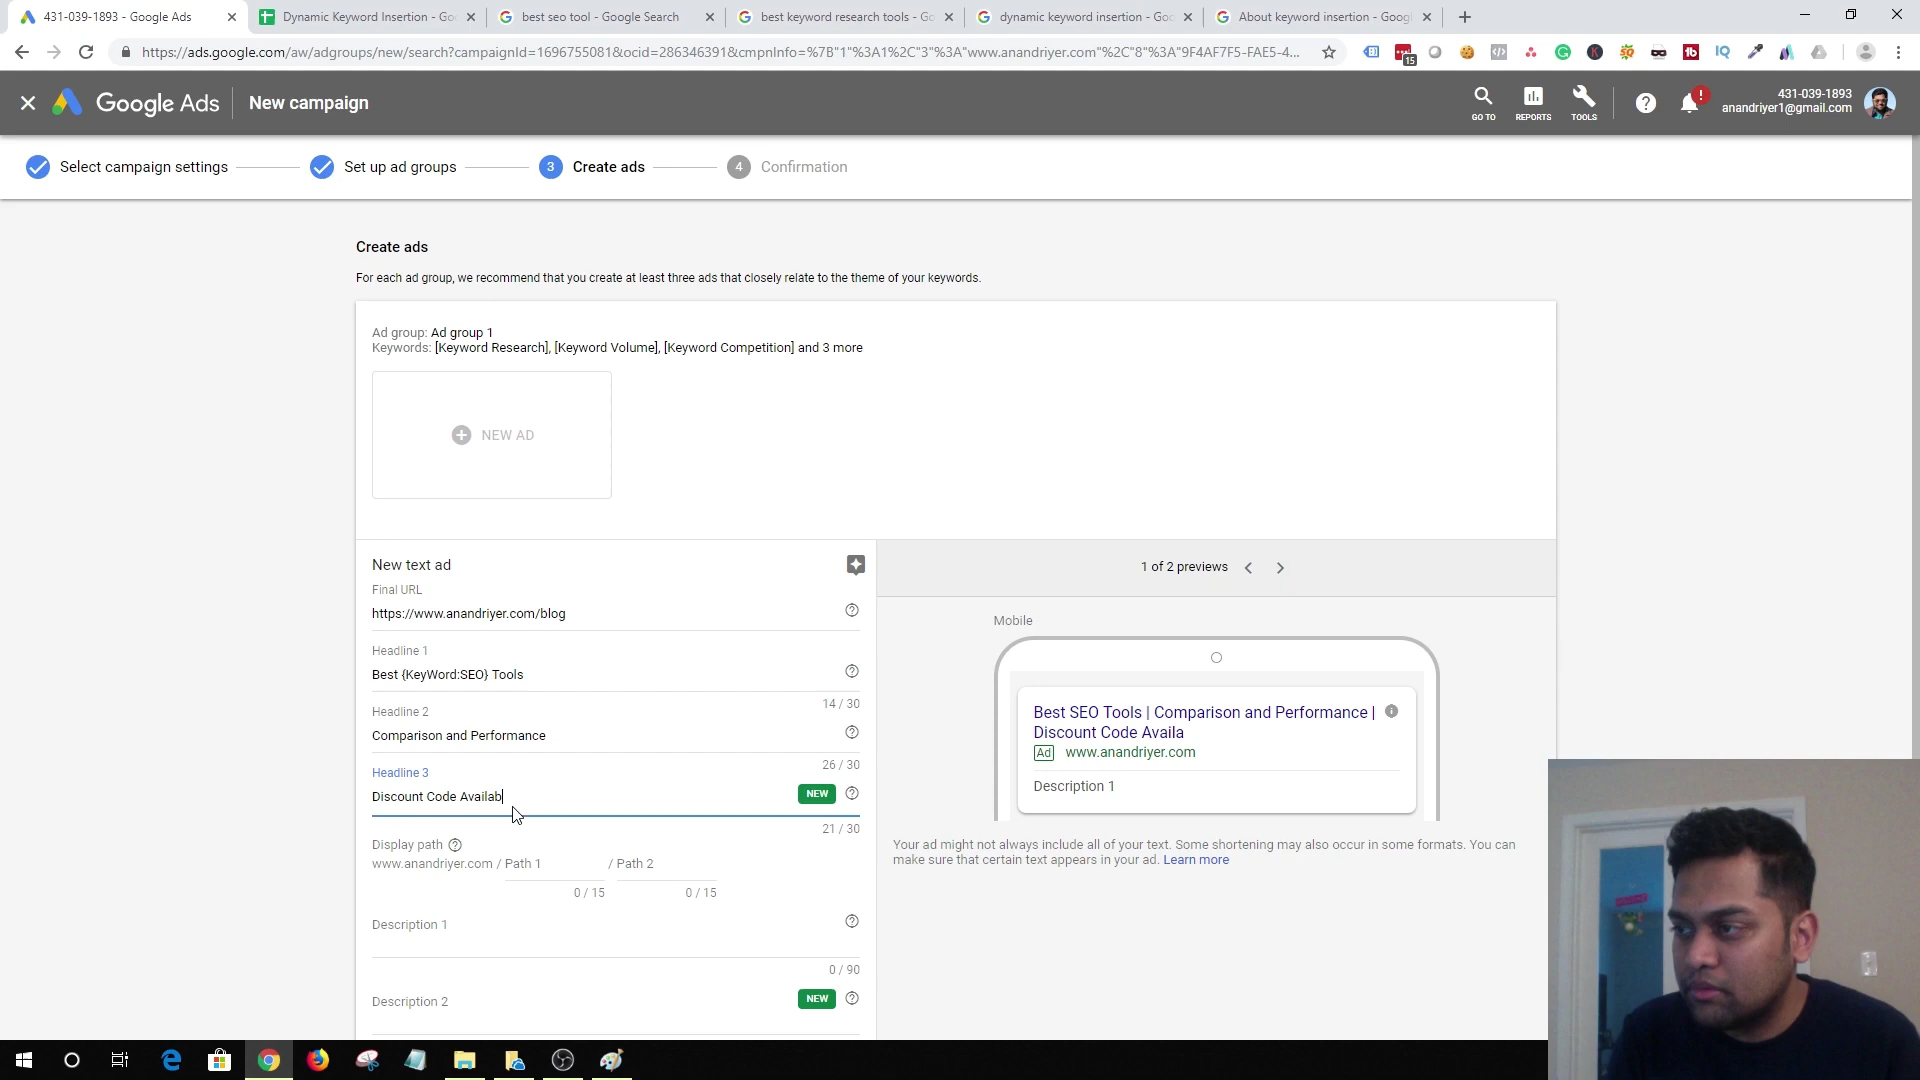 431-039-1893 - Google Ads
Dynamic Keyword Insertion - Goo
best seo tool - Google Search
best keyword research tools - Go
dynamic keyword insertion - Goo
About keyword insertion - Googl
https://ads.google.com/aw/adgroups/new/search?campaignId=1696755081&ocid=286346391&cmpnInfo=%7B"1"%3A1%2C"3"%3A"www.anandriyer.com"%2C"8"%3A"9F4AF7F5-FAE5-4...
15
Google Ads
New campaign
GO TO
REPORTS
TOOLS
431-039-1893
anandriyer1@gmail.com
Select campaign settings
Set up ad groups
3 Create ads
4 Confirmation
Create ads
For each ad group, we recommend that you create at least three ads that closely relate to the theme of your keywords.
Ad group: Ad group 1
Keywords: [Keyword Research], [Keyword Volume], [Keyword Competition] and 3 more
NEW AD
New text ad
Final URL
https://www.anandriyer.com/blog
Headline 1
Best {KeyWord:SEO} Tools
14 / 30
Headline 2
Comparison and Performance
26 / 30
Headline 3
Discount Code Availab
NEW
21 / 30
Display path
www.anandriyer.com / Path 1 / Path 2
0 / 15
0 / 15
Description 1
0 / 90
Description 2
NEW
1 of 2 previews
Mobile
Best SEO Tools | Comparison and Performance |
Discount Code Availa
Ad www.anandriyer.com
Description 1
Your ad might not always include all of your text. Some shortening may also occur in some formats. You can
make sure that certain text appears in your ad. Learn more